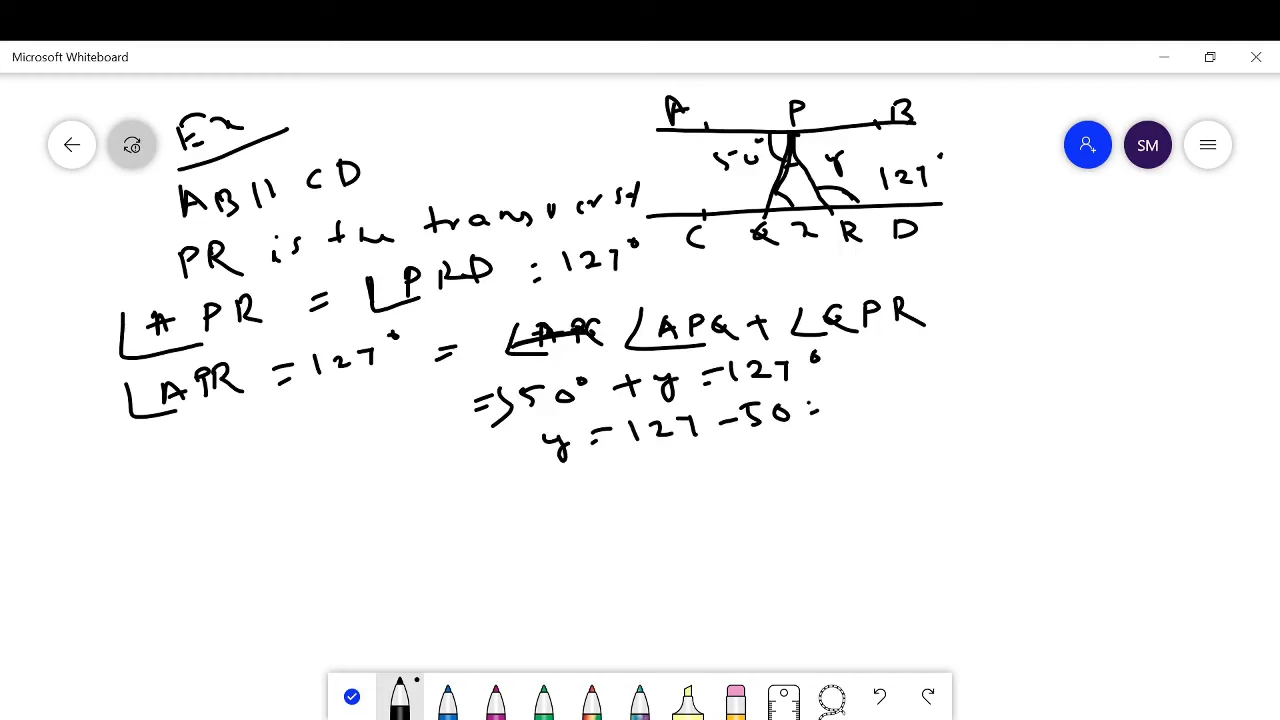 Microsoft Whiteboard
Ex
A P B
AB || CD
50° y 127°
SM
PR is the transversal
C Q x R D
∠APR = ∠PRD = 127°
∠APR = 127° = ∠APQ + ∠QPR
=> 50° + y = 127°
y = 127 - 50 =